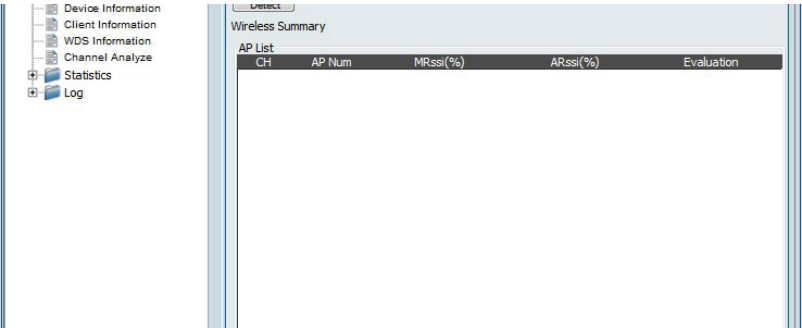 Device Information
Client Information
WDS Information
Channel Analyze
Statistics
Log
Detect
Wireless Summary
AP List
CH AP Num MRssi(%) ARssi(%) Evaluation